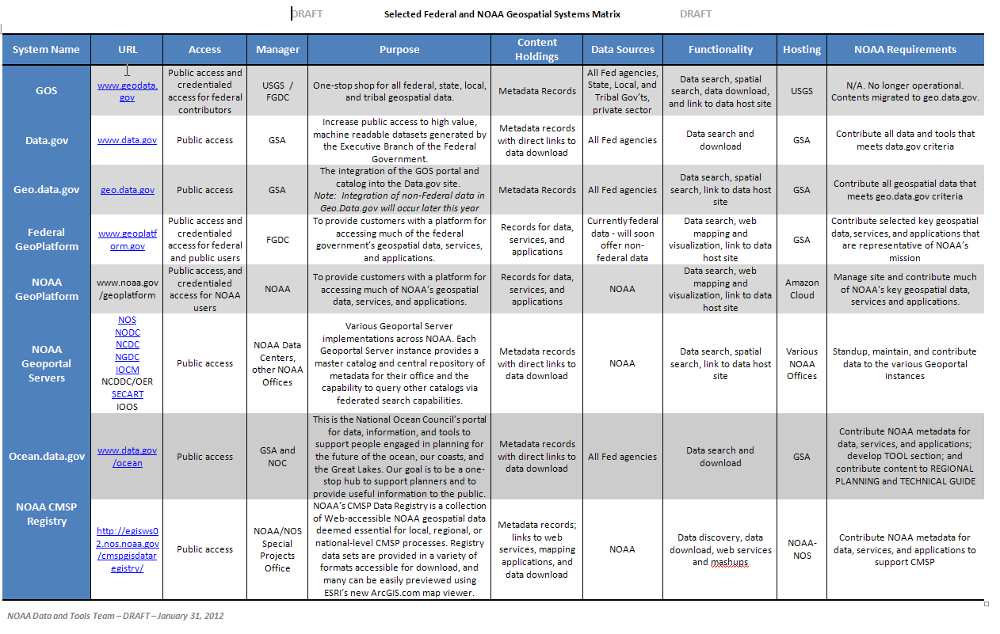 DRAFT Selected Federal and NOAA Geospatial Systems Matrix DRAFT
System Name
URL
Access
Manager
Purpose
Content
Holdings
Data Sources
Functionality
Hosting
NOAA Requirements
GOS
www.geodata.
gov
Public access and
credentialed
access for federal
contributors
USGS /
FGDC
One-stop shop for all federal, state, local,
and tribal geospatial data.
Metadata Records
All Fed agencies,
State, Local, and
Tribal Gov'ts,
private sector
Data search, spatial
search, data download,
and link to data host site
USGS
N/A. No longer operational.
Contents migrated to geo.data.gov.
Data.gov
www.data.gov
Public access
GSA
Increase public access to high value,
machine readable datasets generated by
the Executive Branch of the Federal
Government.
Metadata records
with direct links to
data download
All Fed agencies
Data search and
download
GSA
Contribute all data and tools that
meets data.gov criteria
Geo.data.gov
geo.data.gov
Public access
GSA
The integration of the GOS portal and
catalog into the Data.gov site.
Note: Integration of non-Federal data in
Geo.Data.gov will occur later this year
Metadata Records
All Fed agencies
Data search, spatial
search, link to data host
site
GSA
Contribute all geospatial data that
meets geo.data.gov criteria
Federal
GeoPlatform
www.geoplatf
orm.gov
Public access and
credentialed
access for federal
and public users
FGDC
To provide customers with a platform for
accessing much of the federal
government's geospatial data, services,
and applications.
Records for data,
services, and
applications
Currently federal
data - will soon
offer non-
federal data
Data search, web
mapping and
visualization, link to data
host site
GSA
Contribute selected key geospatial
data, services, and applications that
are representative of NOAA's
mission
NOAA
GeoPlatform
www.noaa.gov
/geoplatform
Public access, and
credentialed
access for NOAA
users
NOAA
To provide customers with a platform for
accessing much of NOAA's geospatial
data, services, and applications.
Records for data,
services, and
applications
NOAA
Data search, web
mapping and
visualization, link to data
host site
Amazon
Cloud
Manage site and contribute much
of NOAA's key geospatial data,
services and applications.
NOAA
Geoportal
Servers
NOS
NODC
NCDC
NGDC
IOCM
NCDDC/OER
SECART
IOOS
Public access
NOAA Data
Centers,
other NOAA
Offices
Various Geoportal Server
implementations across NOAA. Each
Geoportal Server instance provides a
master catalog and central repository of
metadata for their office and the
capability to query other catalogs via
federated search capabilities.
Metadata records
with direct links to
data download
NOAA
Data search, spatial
search, link to data host
site
Various
NOAA
Offices
Standup, maintain, and contribute
data to the various Geoportal
instances
Ocean.data.gov
www.data.gov
/ocean
Public access
GSA and
NOC
This is the National Ocean Council's portal
for data, information, and tools to
support people engaged in planning for
the future of the ocean, our coasts, and
the Great Lakes. Our goal is to be a one-
stop hub to support planners and to
provide useful information to the public.
Metadata records
with direct links to
data download
All Fed agencies
Data search and
download
GSA
Contribute NOAA metadata for
data, services, and applications;
develop TOOL section; and
contribute content to REGIONAL
PLANNING and TECHNICAL GUIDE
NOAA CMSP
Registry
http://egisws0
2.nos.noaa.gov
/cmspgisdatar
egistry/
Public access
NOAA/NOS
Special
Projects
Office
NOAA's CMSP Data Registry is a collection
of Web-accessible NOAA geospatial data
deemed essential for local, regional, or
national-level CMSP processes. Registry
data sets are provided in a variety of
formats accessible for download, and
many can be easily previewed using
ESRI's new ArcGIS.com map viewer.
Metadata records;
links to web
services, mapping
applications, and
data download
NOAA
Data discovery, data
download, web services
and mashups
NOAA-
NOS
Contribute NOAA metadata for
data, services, and applications to
support CMSP
NOAA Data and Tools Team – DRAFT – January 31, 2012